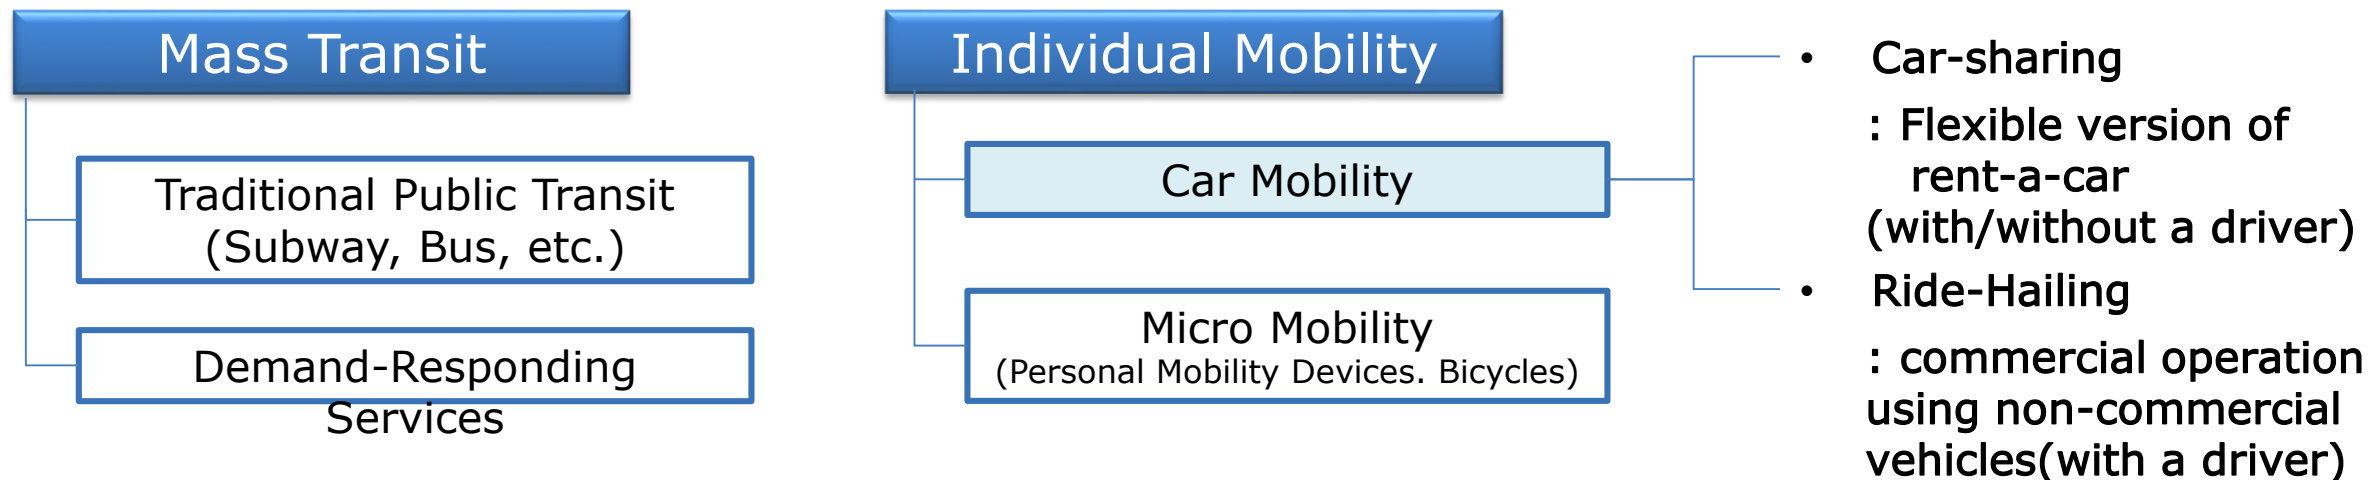 Mass Transit
Traditional Public Transit
(Subway, Bus, etc.)
Demand-Responding
Services
Individual Mobility
Car Mobility
Micro Mobility
(Personal Mobility Devices. Bicycles)
• Car-sharing
: Flexible version of
rent-a-car
(with/without a driver)
• Ride-Hailing
: commercial operation
using non-commercial
vehicles(with a driver)